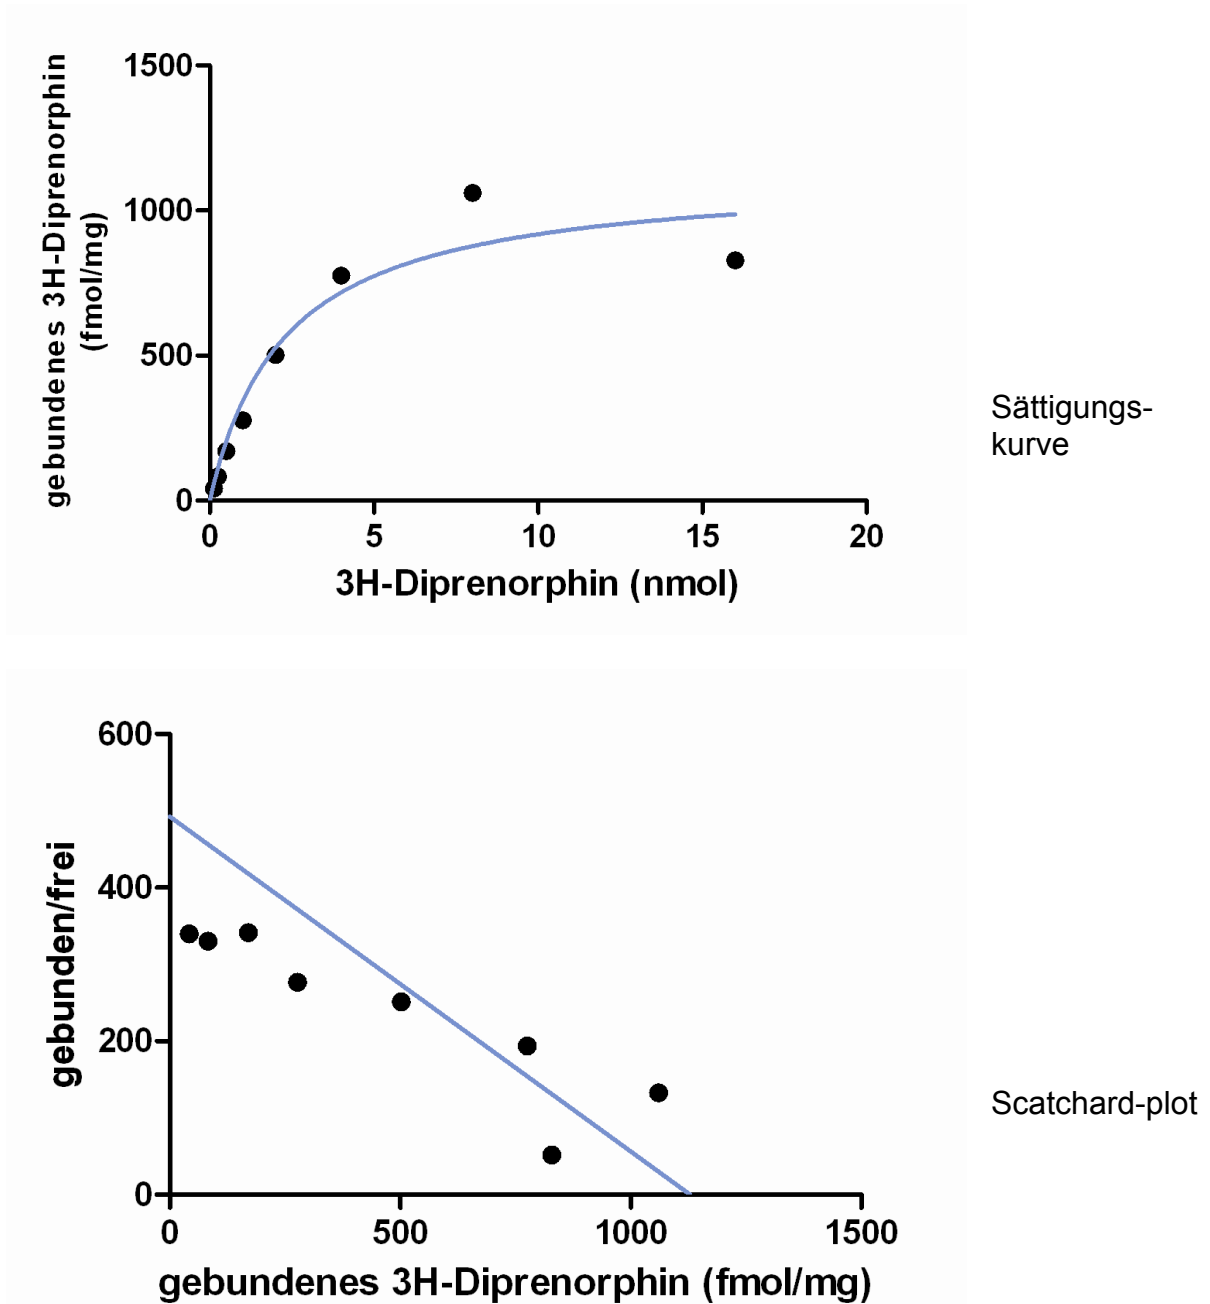 gebundenes 3H-Diprenorphin
(fmol/mg)
1500
1000
500
0
0 5 10 15 20
3H-Diprenorphin (nmol)
Sättigungs-
kurve
gebunden/frei
600
400
200
0
0 500 1000 1500
gebundenes 3H-Diprenorphin (fmol/mg)
Scatchard-plot